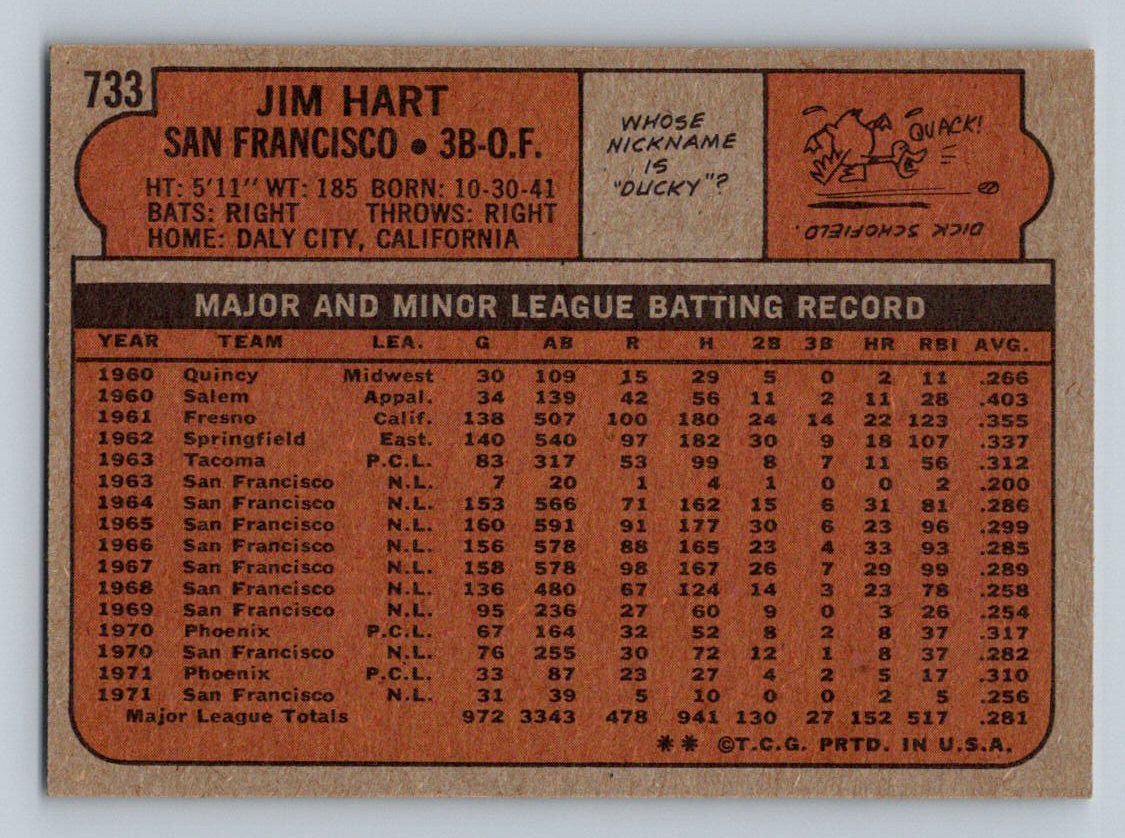 733
JIM HART
SAN FRANCISCO • 3B-O.F.
HT: 5'11" WT: 185 BORN: 10-30-41
BATS: RIGHT THROWS: RIGHT
HOME: DALY CITY, CALIFORNIA
WHOSE
NICKNAME
IS
"DUCKY"?
QUACK!
DICK SCHOFIELD.
MAJOR AND MINOR LEAGUE BATTING RECORD
YEAR TEAM LEA. G AB R H 2B 3B HR RBI AVG.
1960 Quincy Midwest 30 109 15 29 5 0 2 11 .266
1960 Salem Appal. 34 139 42 56 11 2 11 28 .403
1961 Fresno Calif. 138 507 100 180 24 14 22 123 .355
1962 Springfield East. 140 540 97 182 30 9 18 107 .337
1963 Tacoma P.C.L. 83 317 53 99 8 7 11 56 .312
1963 San Francisco N.L. 7 20 1 4 1 0 0 2 .200
1964 San Francisco N.L. 153 566 71 162 15 6 31 81 .286
1965 San Francisco N.L. 160 591 91 177 30 6 23 96 .299
1966 San Francisco N.L. 156 578 88 165 23 4 33 93 .285
1967 San Francisco N.L. 158 578 98 167 26 7 29 99 .289
1968 San Francisco N.L. 136 480 67 124 14 3 23 78 .258
1969 San Francisco N.L. 95 236 27 60 9 0 3 26 .254
1970 Phoenix P.C.L. 67 164 32 52 8 2 8 37 .317
1970 San Francisco N.L. 76 255 30 72 12 1 8 37 .282
1971 Phoenix P.C.L. 33 87 23 27 4 2 5 17 .310
1971 San Francisco N.L. 31 39 5 10 0 0 2 5 .256
Major League Totals 972 3343 478 941 130 27 152 517 .281
** ©T.C.G. PRTD. IN U.S.A.